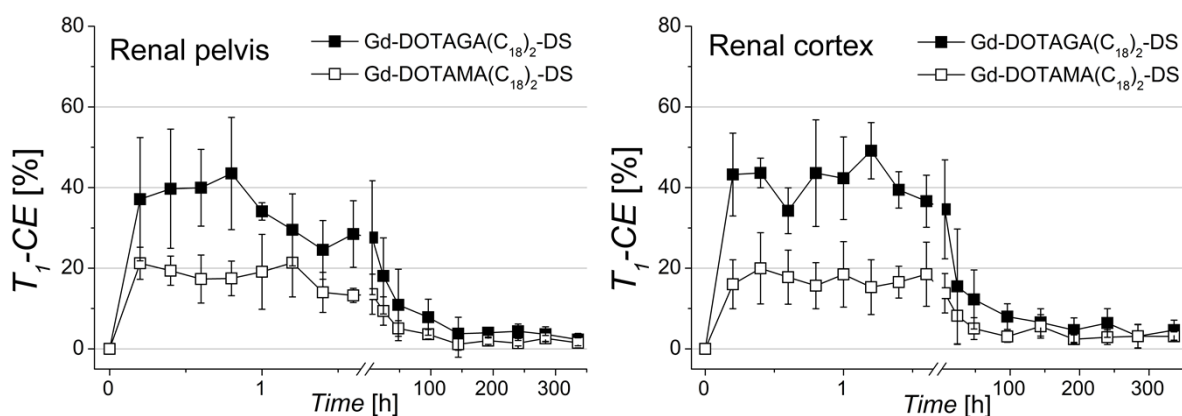 Renal pelvis
Gd-DOTAGA(C₁₈)₂-DS
Gd-DOTAMA(C₁₈)₂-DS
T₁-CE [%]
80
60
40
20
0
0 1 100 200 300
Time [h]
Renal cortex
Gd-DOTAGA(C₁₈)₂-DS
Gd-DOTAMA(C₁₈)₂-DS
T₁-CE [%]
80
60
40
20
0
0 1 100 200 300
Time [h]